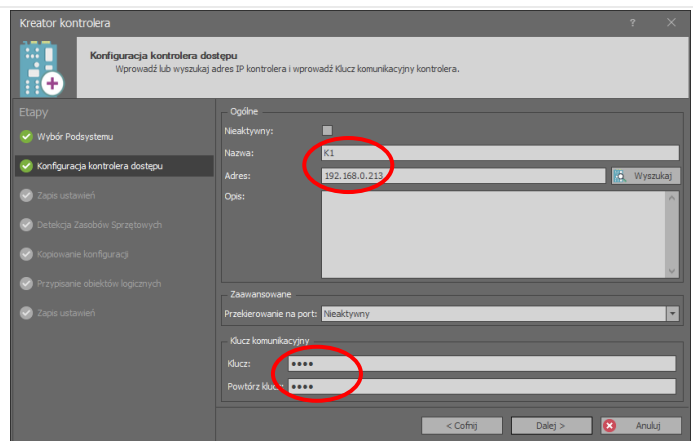 Kreator kontrolera
? ×
Konfiguracja kontrolera dostępu
Wprowadź lub wyszukaj adres IP kontrolera i wprowadź Klucz komunikacyjny kontrolera.
Etapy
Wybór Podsystemu
Konfiguracja kontrolera dostępu
Zapis ustawień
Detekcja Zasobów Sprzętowych
Kopiowanie konfiguracji
Przypisanie obiektów logicznych
Zapis ustawień
Ogólne
Nieaktywny:
Nazwa: K1
Adres: 192.168.0.213 Wyszukaj
Opis:
Zaawansowane
Przekierowanie na port: Nieaktywny
Klucz komunikacyjny
Klucz: ••••
Powtórz klucz: ••••
< Cofnij Dalej > Anuluj